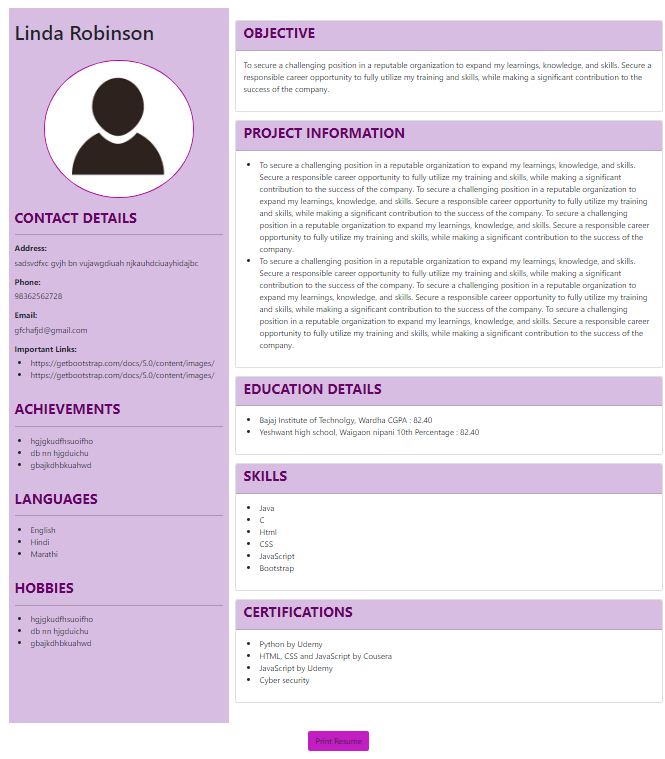 Linda Robinson
CONTACT DETAILS
Address:
sadsvdfxc gvjh bn vujawgdiuah njkauhdciuayhidajbc
Phone:
98362562728
Email:
gfchafjd@gmail.com
Important Links:
https://getbootstrap.com/docs/5.0/content/images/
https://getbootstrap.com/docs/5.0/content/images/
ACHIEVEMENTS
hgjgkudfhsuoifho
db nn hjgduichu
gbajkdhbkuahwd
LANGUAGES
English
Hindi
Marathi
HOBBIES
hgjgkudfhsuoifho
db nn hjgduichu
gbajkdhbkuahwd
OBJECTIVE
To secure a challenging position in a reputable organization to expand my learnings, knowledge, and skills. Secure a
responsible career opportunity to fully utilize my training and skills, while making a significant contribution to the
success of the company.
PROJECT INFORMATION
To secure a challenging position in a reputable organization to expand my learnings, knowledge, and skills.
Secure a responsible career opportunity to fully utilize my training and skills, while making a significant
contribution to the success of the company. To secure a challenging position in a reputable organization to
expand my learnings, knowledge, and skills. Secure a responsible career opportunity to fully utilize my training
and skills, while making a significant contribution to the success of the company. To secure a challenging
position in a reputable organization to expand my learnings, knowledge, and skills. Secure a responsible career
opportunity to fully utilize my training and skills, while making a significant contribution to the success of the
company.
To secure a challenging position in a reputable organization to expand my learnings, knowledge, and skills.
Secure a responsible career opportunity to fully utilize my training and skills, while making a significant
contribution to the success of the company. To secure a challenging position in a reputable organization to
expand my learnings, knowledge, and skills. Secure a responsible career opportunity to fully utilize my training
and skills, while making a significant contribution to the success of the company. To secure a challenging
position in a reputable organization to expand my learnings, knowledge, and skills. Secure a responsible career
opportunity to fully utilize my training and skills, while making a significant contribution to the success of the
company.
EDUCATION DETAILS
Bajaj Institute of Technolgy, Wardha CGPA : 82.40
Yeshwant high school, Waigaon nipani 10th Percentage : 82.40
SKILLS
Java
C
Html
CSS
JavaScript
Bootstrap
CERTIFICATIONS
Python by Udemy
HTML, CSS and JavaScript by Cousera
JavaScript by Udemy
Cyber security
Print Resume